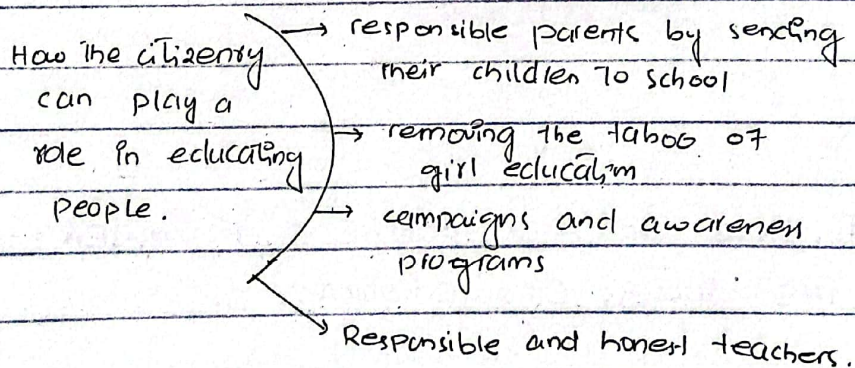 How the citizenry
can play a
role in educating
people.
→ responsible parents by sending
their children to school
→ removing the taboo of
girl education
→ campaigns and awareness
programs
Responsible and honest teachers.